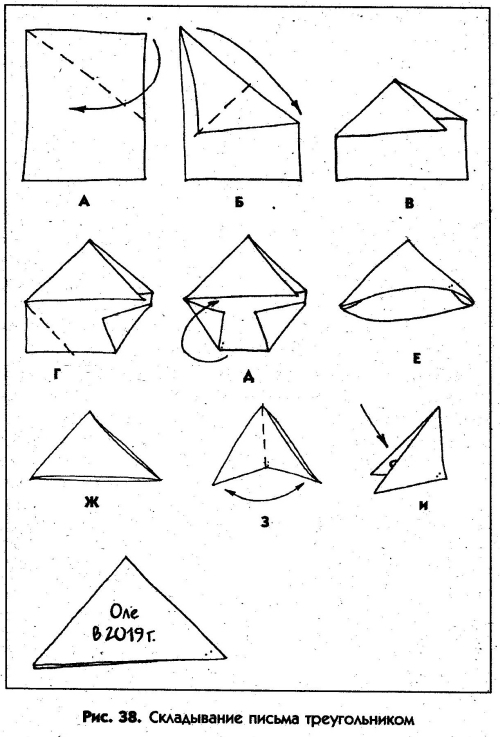 А
Б
В
Г
Д
Е
Ж
З
и
Оле
в 2019 г.
Рис. 38. Складывание письма треугольником